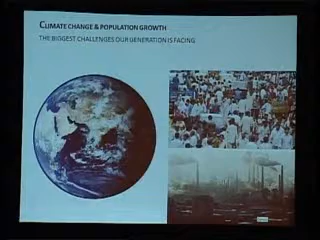 CLIMATE CHANGE & POPULATION GROWTH
THE BIGGEST CHALLENGES OUR GENERATION IS FACING